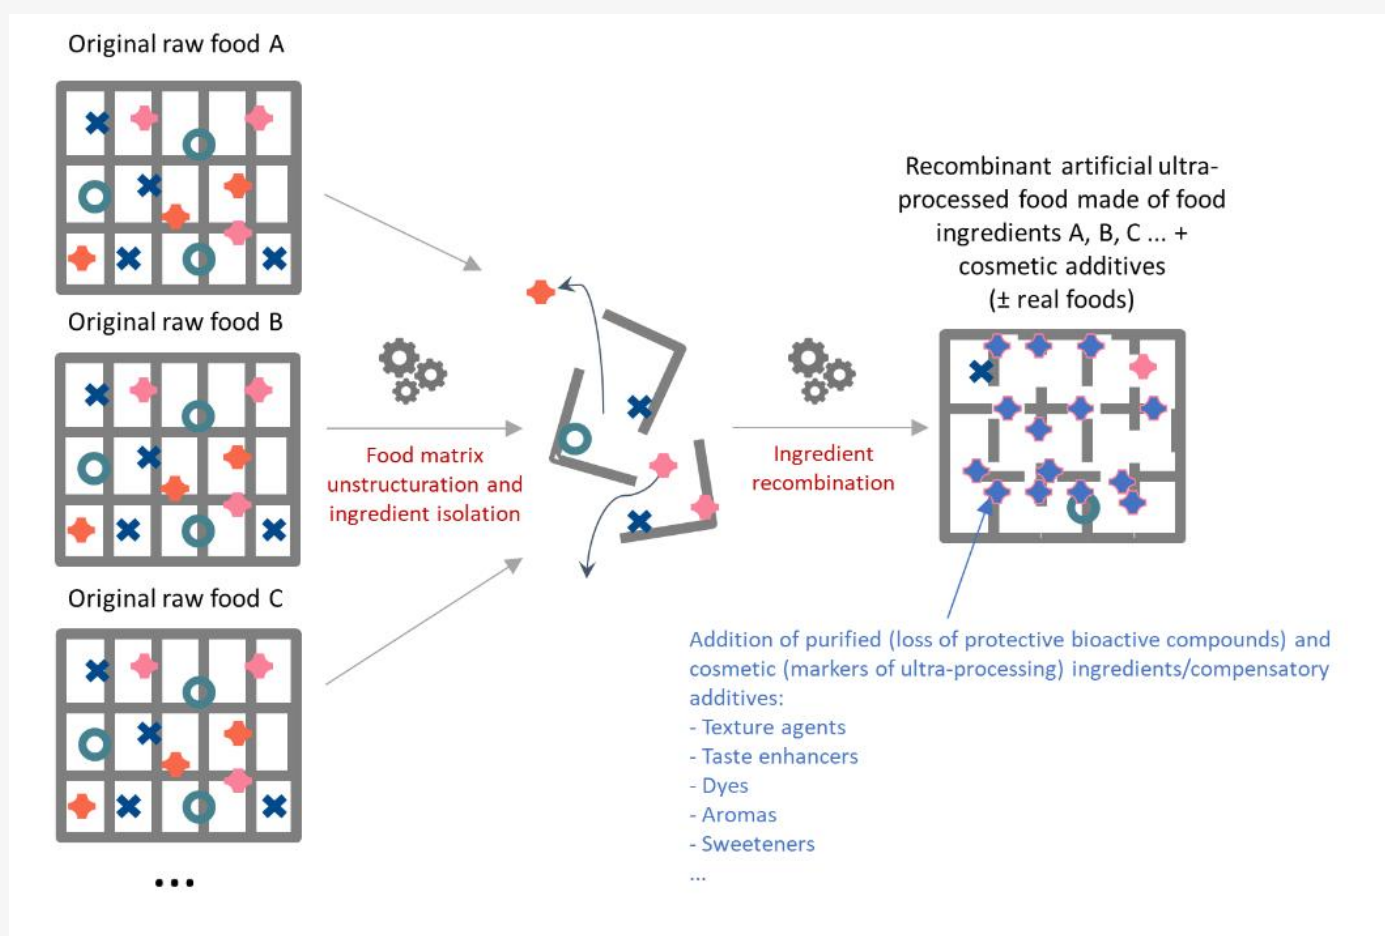 Original raw food A
Original raw food B
Original raw food C
...
Food matrix
unstructuration and
ingredient isolation
Ingredient
recombination
Recombinant artificial ultra-
processed food made of food
ingredients A, B, C ... +
cosmetic additives
(± real foods)
Addition of purified (loss of protective bioactive compounds) and
cosmetic (markers of ultra-processing) ingredients/compensatory
additives:
- Texture agents
- Taste enhancers
- Dyes
- Aromas
- Sweeteners
...